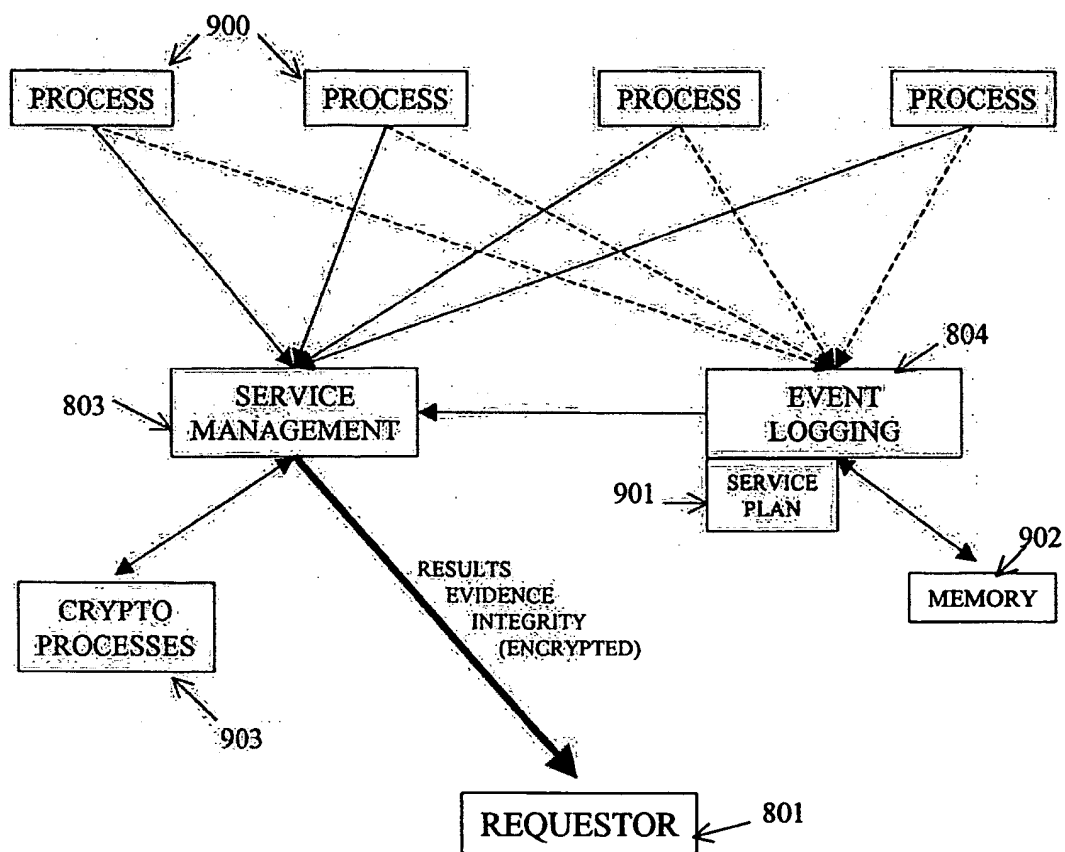 900
PROCESS
PROCESS
PROCESS
PROCESS
804
803
SERVICE
MANAGEMENT
EVENT
LOGGING
901
SERVICE
PLAN
902
MEMORY
RESULTS
EVIDENCE
INTEGRITY
(ENCRYPTED)
CRYPTO
PROCESSES
903
REQUESTOR
801